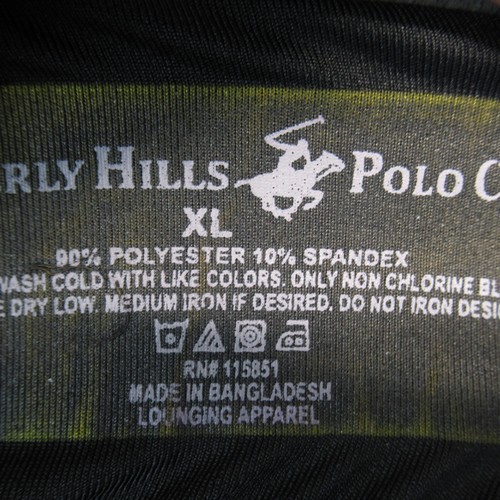 RLY HILLS POLO C
XL
90% POLYESTER 10% SPANDEX
WASH COLD WITH LIKE COLORS. ONLY NON CHLORINE BL
E DRY LOW. MEDIUM IRON IF DESIRED. DO NOT IRON DESI
RN# 115851
MADE IN BANGLADESH
LOUNGING APPAREL